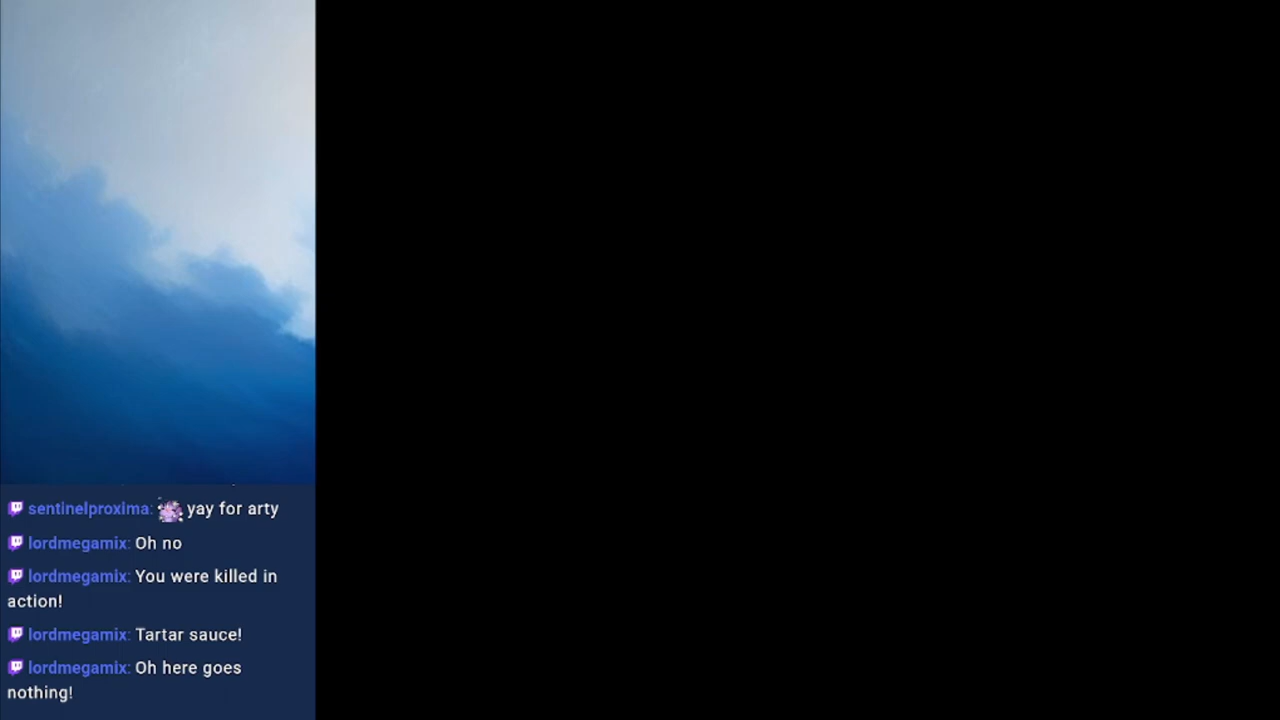 sentinelproxima: yay for arty
lordmegamix: Oh no
lordmegamix: You were killed in
action!
lordmegamix: Tartar sauce!
lordmegamix: Oh here goes
nothing!